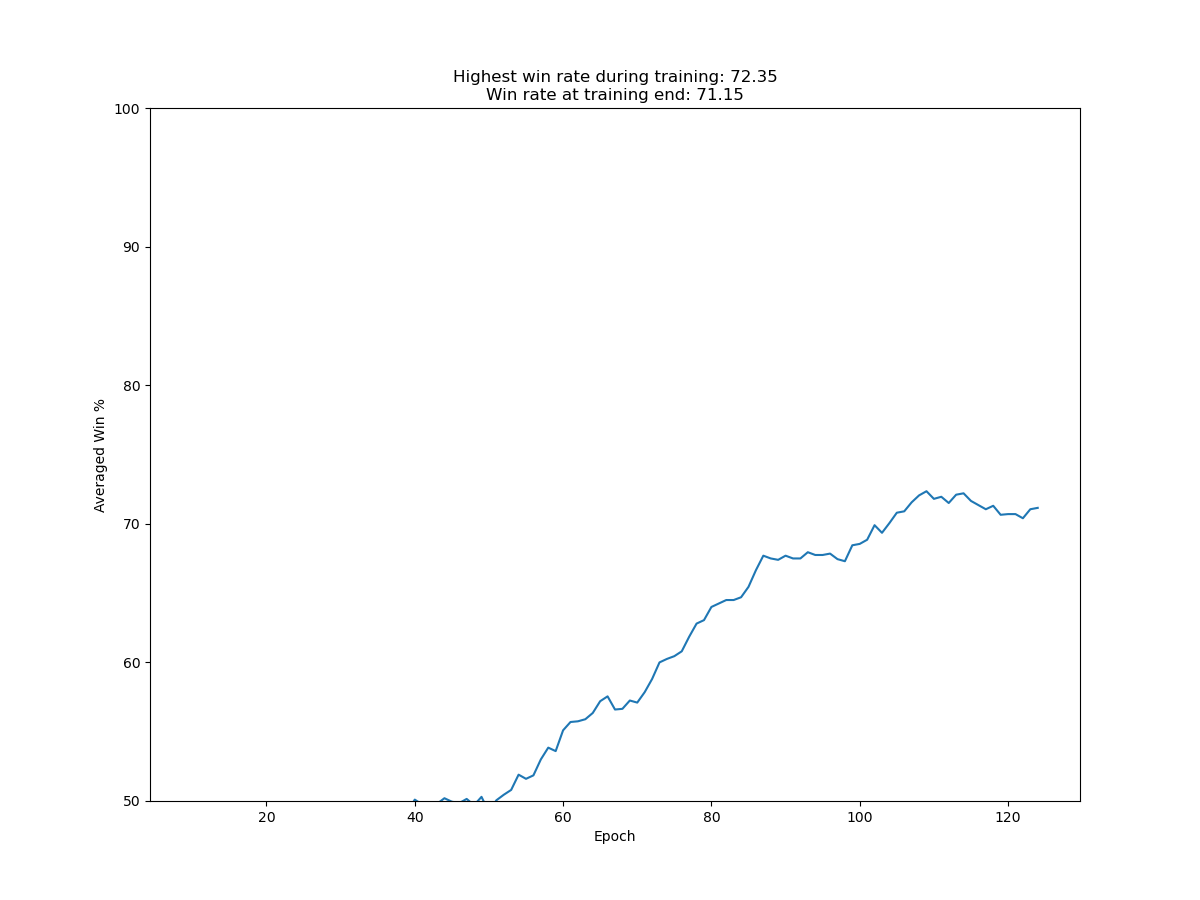 Highest win rate during training: 72.35
Win rate at training end: 71.15
100
90
80
70
60
50
Averaged Win %
20 40 60 80 100 120
Epoch